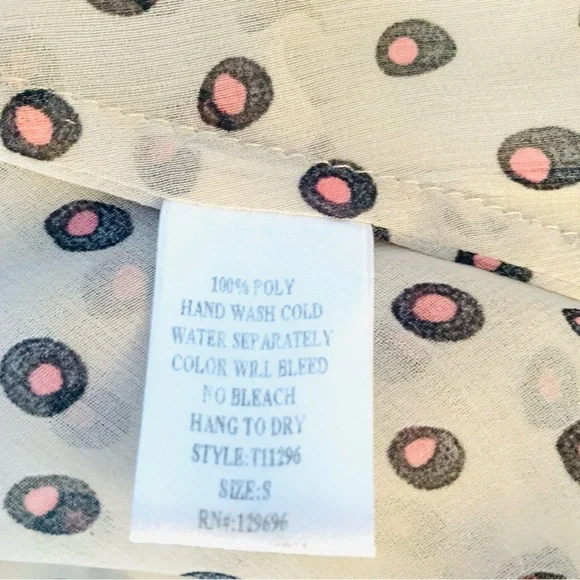 100% POLY
HAND WASH COLD
WATER SEPARATELY
COLOR WILL BLEED
NO BLEACH
HANG TO DRY
STYLE:T11296
SIZE:S
RN#:129696